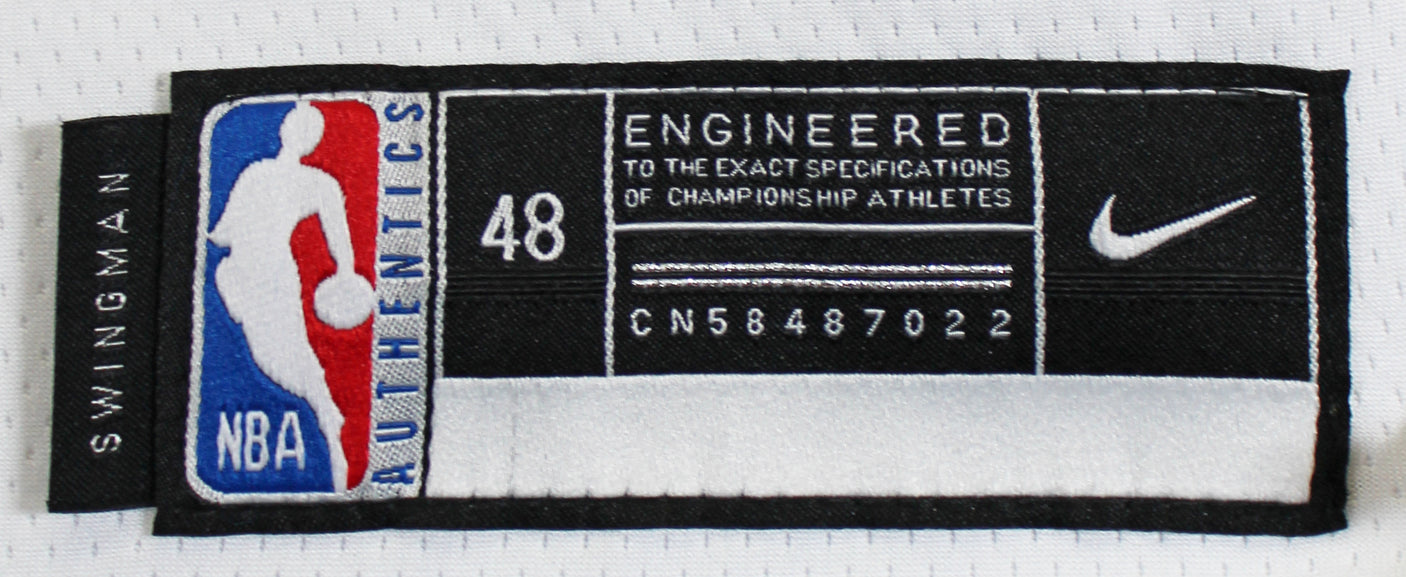 SWINGMAN
NBA
AUTHENTICS
48
ENGINEERED
TO THE EXACT SPECIFICATIONS
OF CHAMPIONSHIP ATHLETES
CN58487022